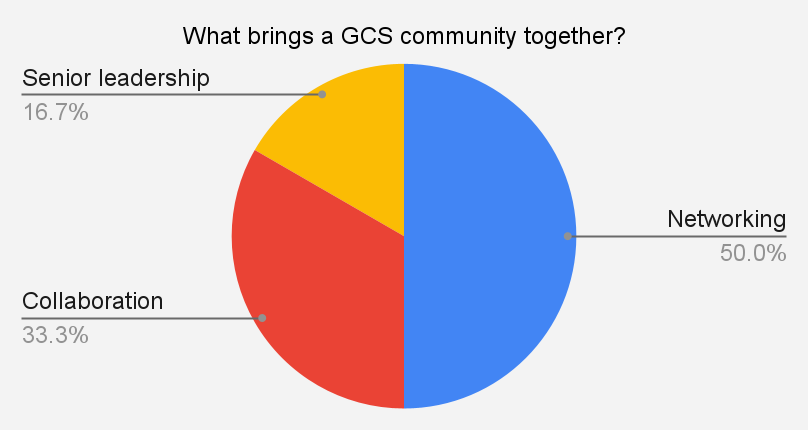 What brings a GCS community together?
Senior leadership
16.7%
Networking
50.0%
Collaboration
33.3%